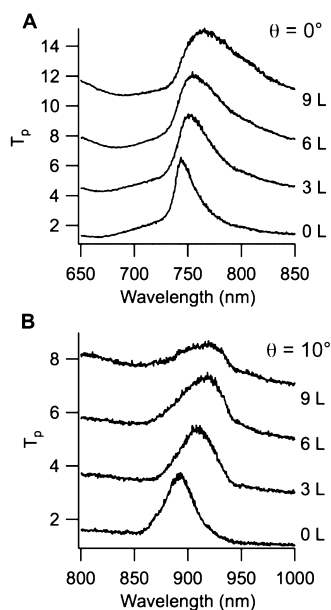 A
θ = 0°
14
12
10
8
6
4
2
Tp
9 L
6 L
3 L
0 L
650 700 750 800 850
Wavelength (nm)
B
θ = 10°
8
6
4
2
Tp
9 L
6 L
3 L
0 L
800 850 900 950 1000
Wavelength (nm)